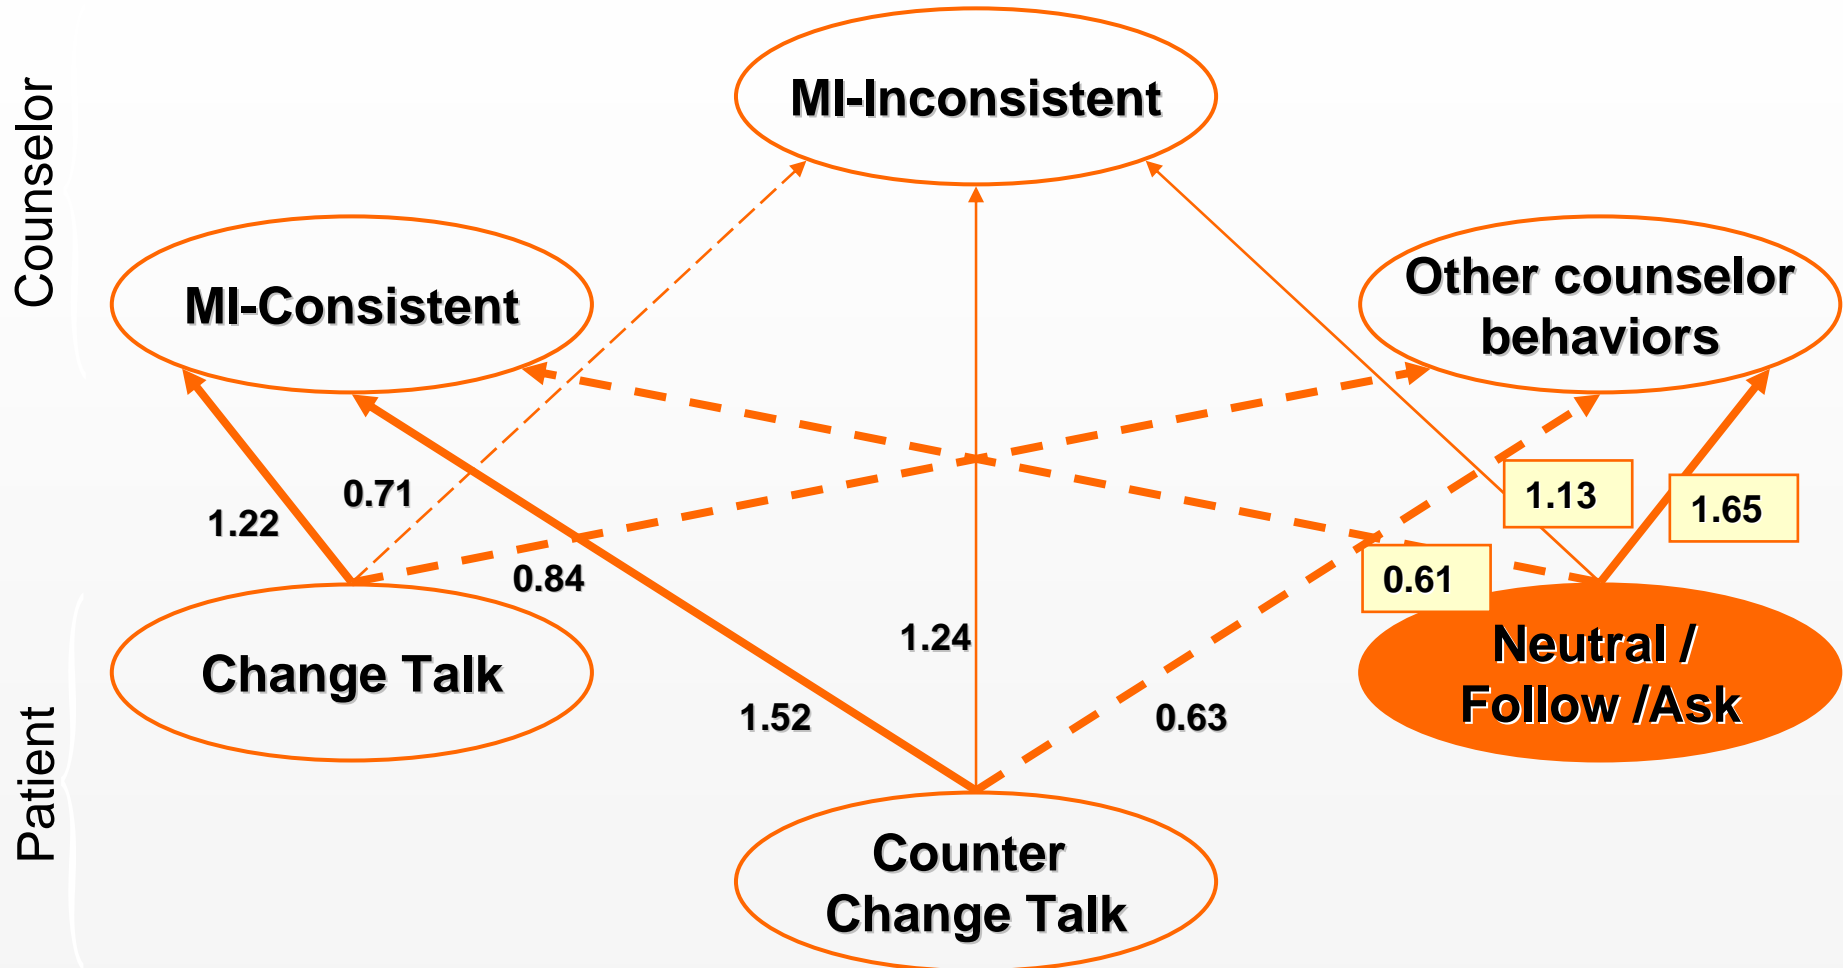 Counselor
MI-Inconsistent
MI-Consistent
Other counselor
behaviors
1.22
0.71
0.84
1.13
1.65
0.61
1.24
1.52
0.63
Patient
Change Talk
Neutral /
Follow /Ask
Counter
Change Talk